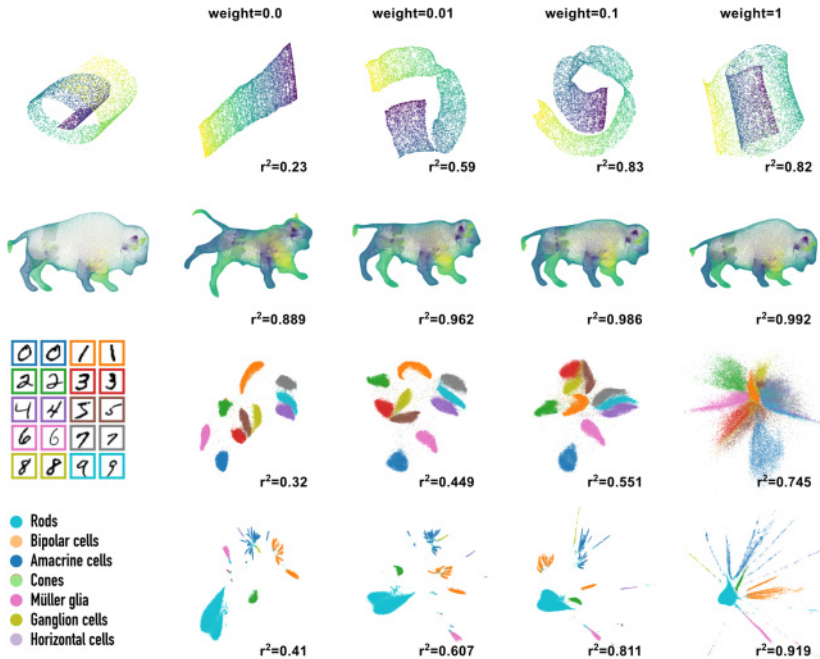 weight=0.0 weight=0.01 weight=0.1 weight=1
r²=0.23 r²=0.59 r²=0.83 r²=0.82
r²=0.889 r²=0.962 r²=0.986 r²=0.992
0 0 1 1
2 2 3 3
4 4 5 5
6 6 7 7
8 8 9 9
r²=0.32 r²=0.449 r²=0.551 r²=0.745
Rods
Bipolar cells
Amacrine cells
Cones
Müller glia
Ganglion cells
Horizontal cells
r²=0.41 r²=0.607 r²=0.811 r²=0.919